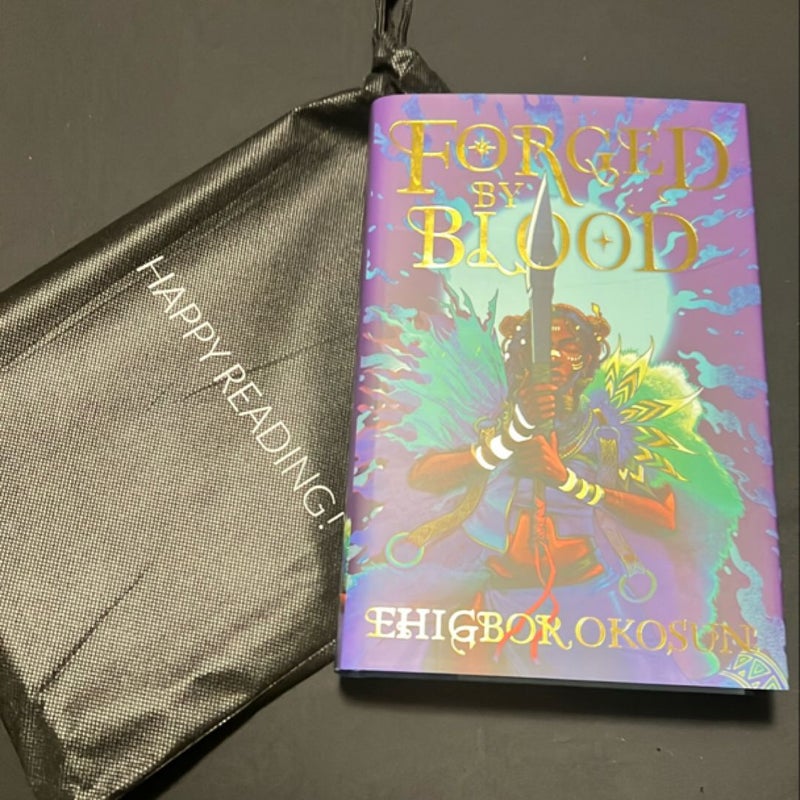 HAPPY READING!
FORGED
BY
BLOOD
EHIGBOR OKOSUN